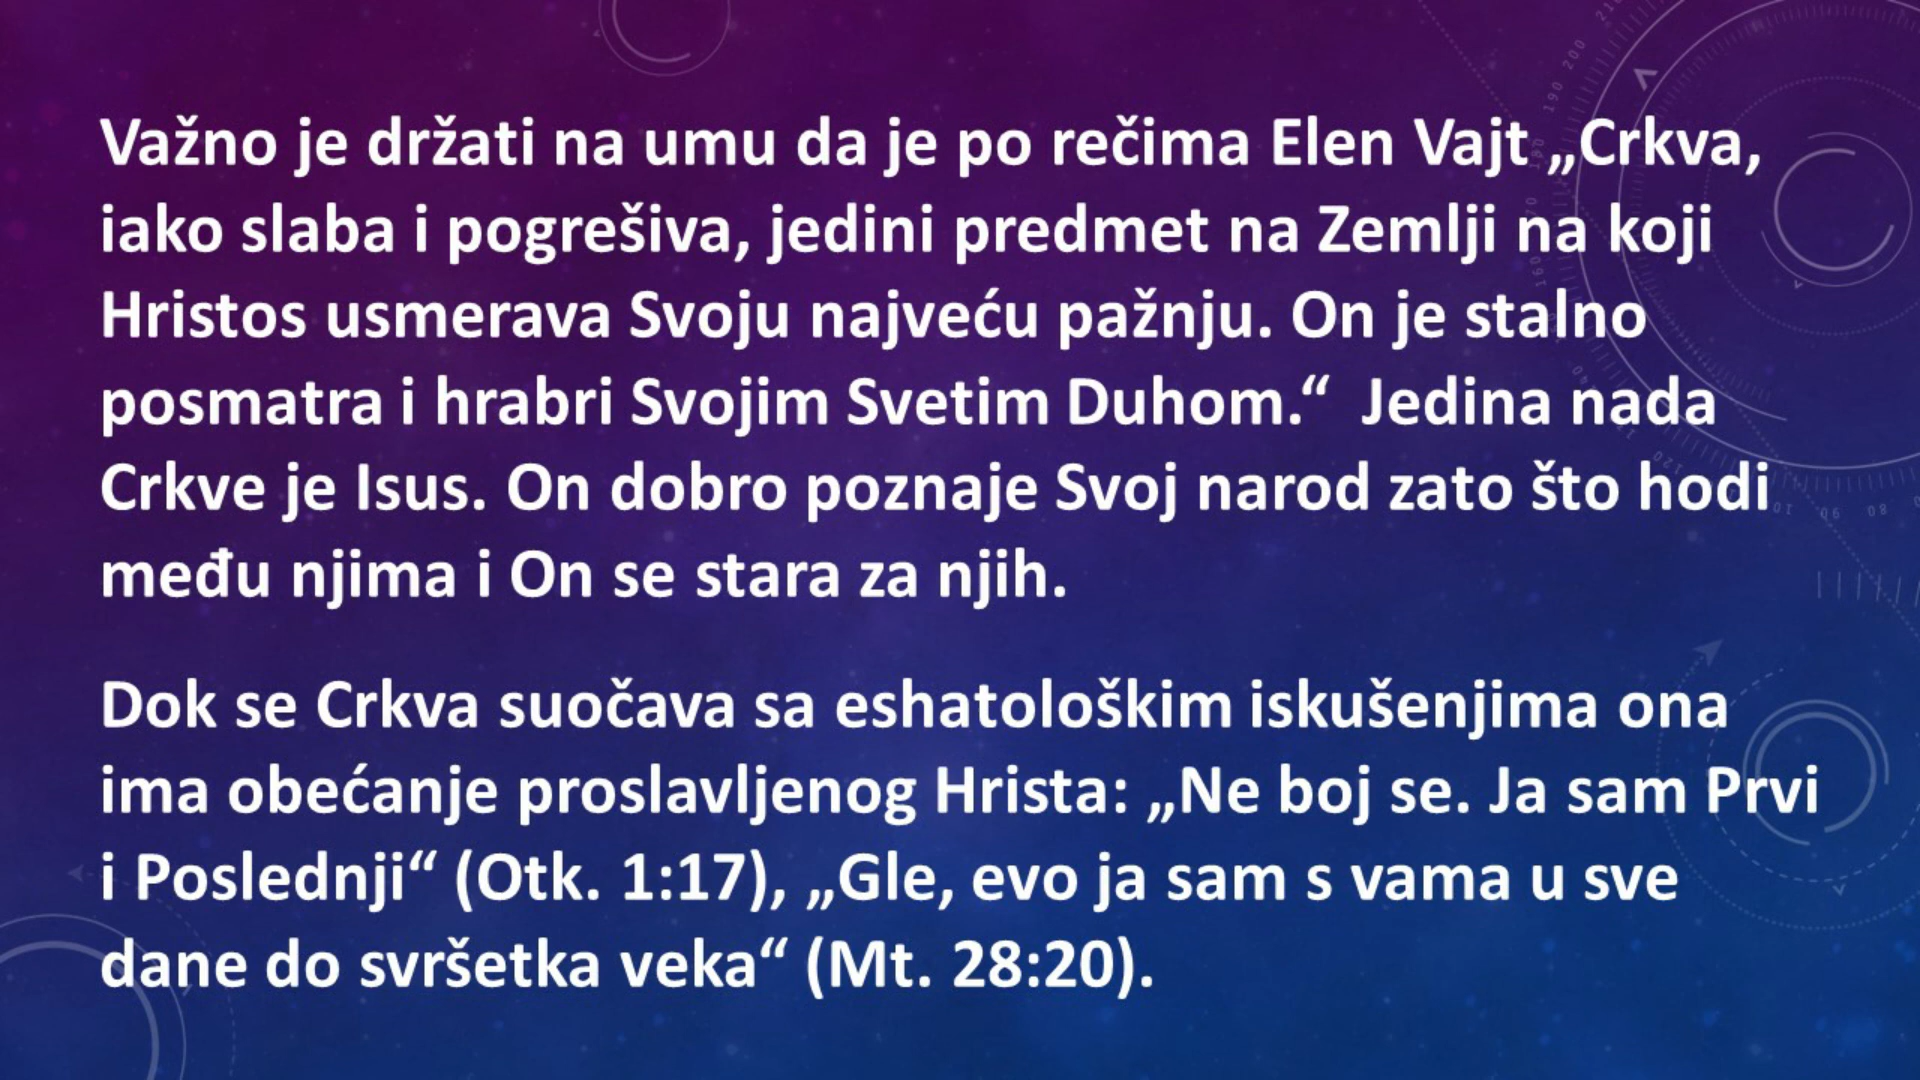 Važno je držati na umu da je po rečima Elen Vajt „Crkva,
iako slaba i pogrešiva, jedini predmet na Zemlji na koji
Hristos usmerava Svoju najveću pažnju. On je stalno
posmatra i hrabri Svojim Svetim Duhom.“ Jedina nada
Crkve je Isus. On dobro poznaje Svoj narod zato što hodi
među njima i On se stara za njih.
Dok se Crkva suočava sa eshatološkim iskušenjima ona
ima obećanje proslavljenog Hrista: „Ne boj se. Ja sam Prvi
i Poslednji“ (Otk. 1:17), „Gle, evo ja sam s vama u sve
dane do svršetka veka“ (Mt. 28:20).